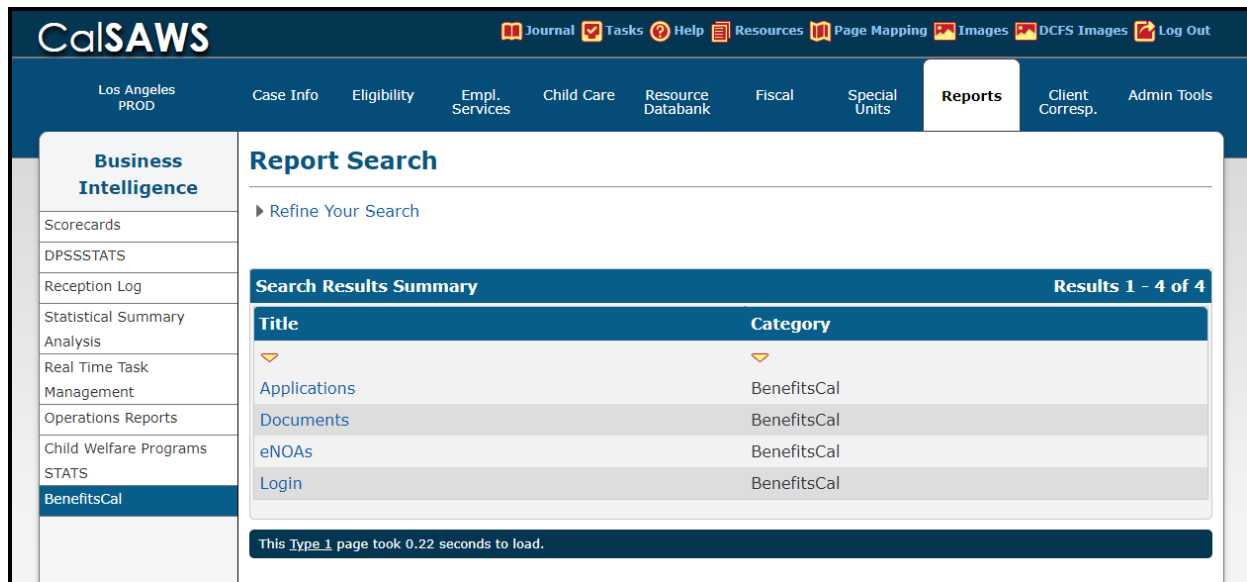 CalSAWS
Journal Tasks Help Resources Page Mapping Images DCFS Images Log Out
Los Angeles
PROD
Case Info
Eligibility
Empl.
Services
Child Care
Resource
Databank
Fiscal
Special
Units
Reports
Client
Corresp.
Admin Tools
Business
Intelligence
Scorecards
DPSSSTATS
Reception Log
Statistical Summary
Analysis
Real Time Task
Management
Operations Reports
Child Welfare Programs
STATS
BenefitsCal
Report Search
Refine Your Search
Search Results Summary Results 1 - 4 of 4
Title Category
Applications BenefitsCal
Documents BenefitsCal
eNOAs BenefitsCal
Login BenefitsCal
This Type 1 page took 0.22 seconds to load.